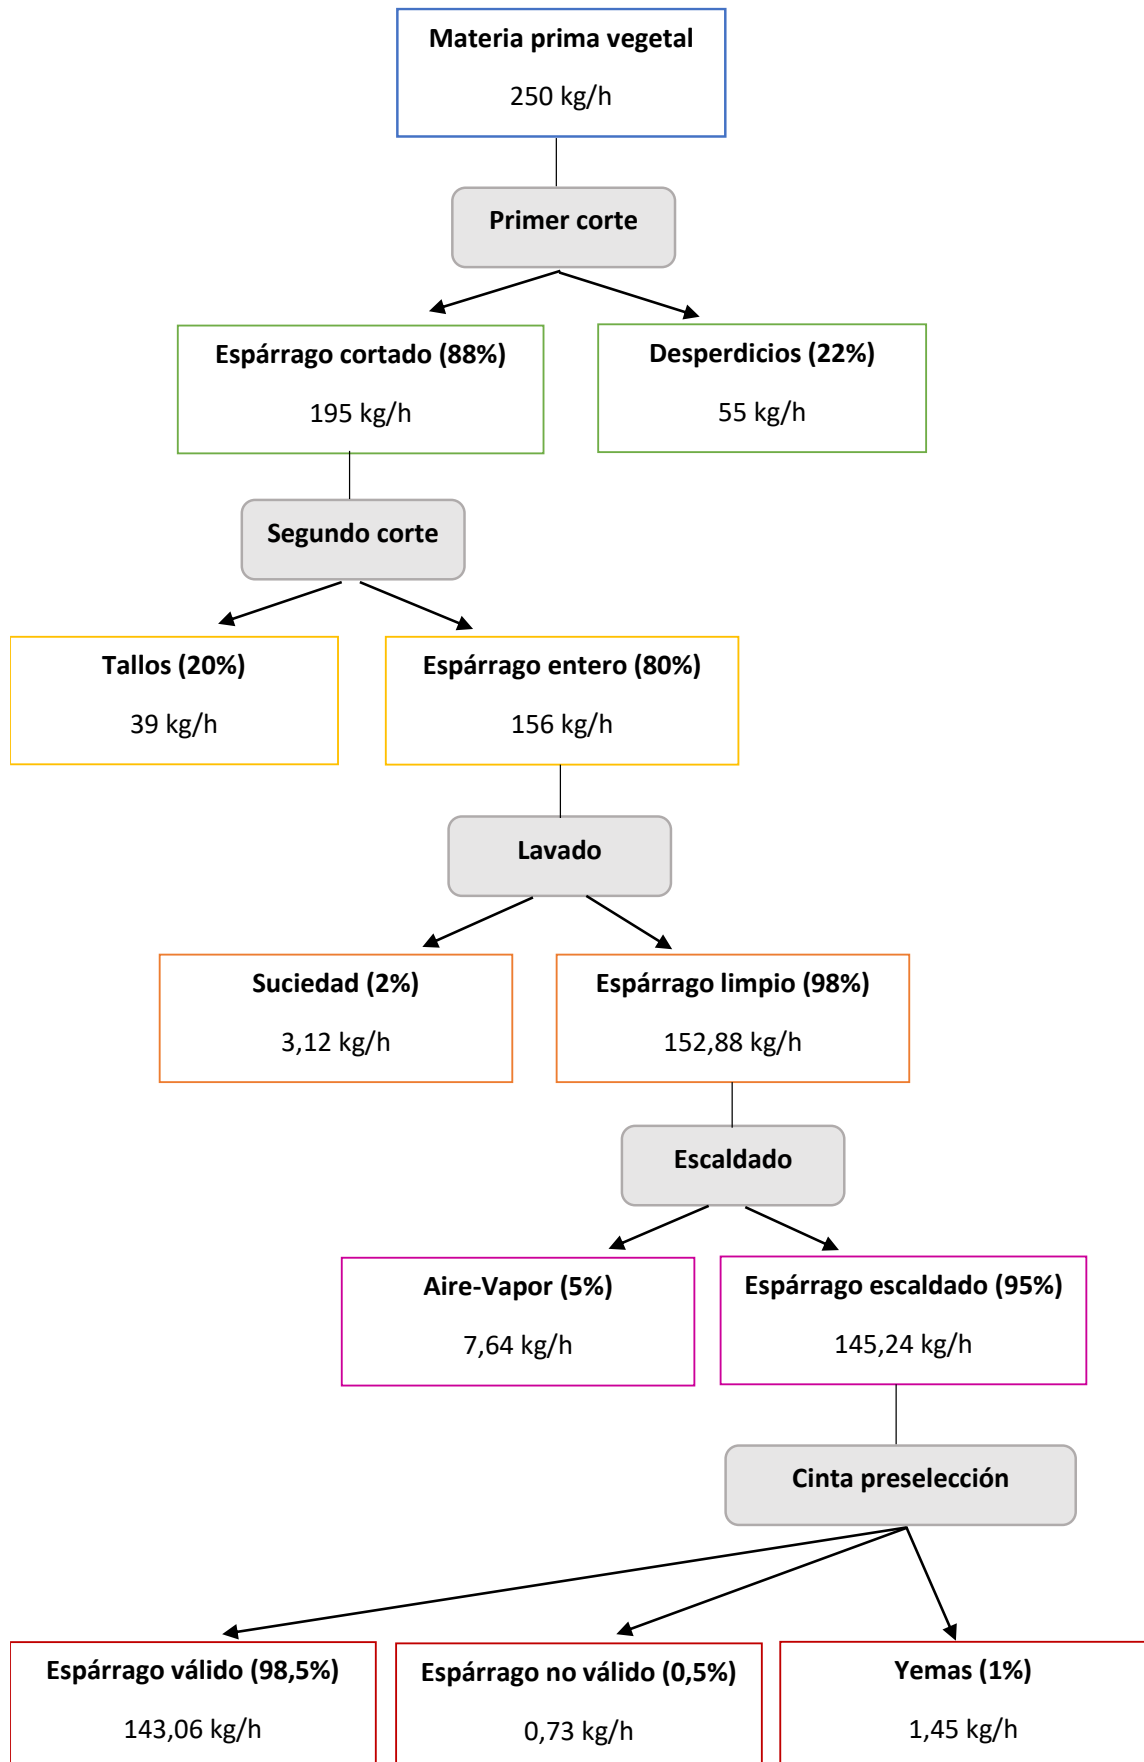 Materia prima vegetal
250 kg/h
Primer corte
Espárrago cortado (88%)
195 kg/h
Desperdicios (22%)
55 kg/h
Segundo corte
Tallos (20%)
39 kg/h
Espárrago entero (80%)
156 kg/h
Lavado
Suciedad (2%)
3,12 kg/h
Espárrago limpio (98%)
152,88 kg/h
Escaldado
Aire-Vapor (5%)
7,64 kg/h
Espárrago escaldado (95%)
145,24 kg/h
Cinta preselección
Espárrago válido (98,5%)
143,06 kg/h
Espárrago no válido (0,5%)
0,73 kg/h
Yemas (1%)
1,45 kg/h